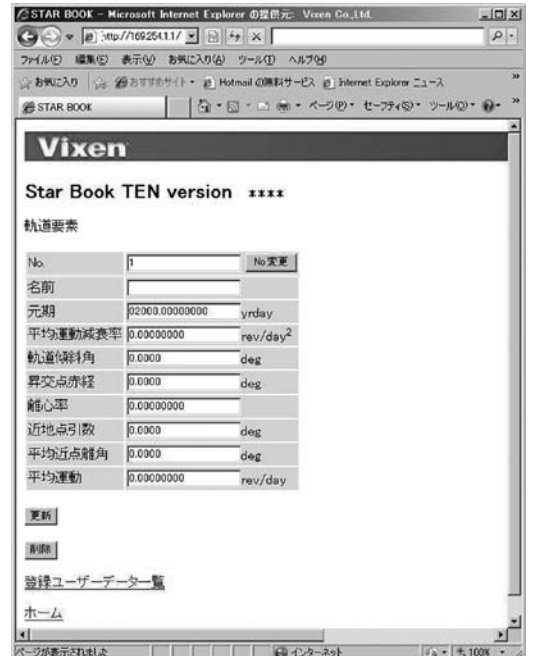 STAR BOOK - Microsoft Internet Explorer の提供元: Vixen Co.,Ltd.
http://169.254.1.1/
ファイル(F) 編集(E) 表示(V) お気に入り(A) ツール(T) ヘルプ(H)
お気に入り おすすめサイト Hotmail の無料サービス Internet Explorer ニュース
STAR BOOK ページ(P) セーフティ(S) ツール(O)
Vixen
Star Book TEN version ****
軌道要素
No. 1 No変更
名前
元期 02000.00000000 yrday
平均運動減衰率 0.00000000 rev/day²
軌道傾斜角 0.0000 deg
昇交点赤経 0.0000 deg
離心率 0.00000000
近地点引数 0.0000 deg
平均近点離角 0.0000 deg
平均運動 0.00000000 rev/day
更新
削除
登録ユーザーデータ一覧
ホーム
ページが表示されました インターネット 100%